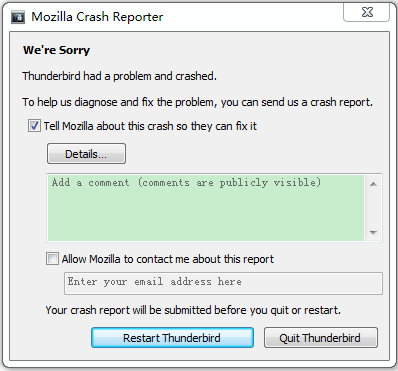 Mozilla Crash Reporter
We're Sorry
Thunderbird had a problem and crashed.
To help us diagnose and fix the problem, you can send us a crash report.
Tell Mozilla about this crash so they can fix it
Details...
Add a comment (comments are publicly visible)
Allow Mozilla to contact me about this report
Enter your email address here
Your crash report will be submitted before you quit or restart.
Restart Thunderbird Quit Thunderbird